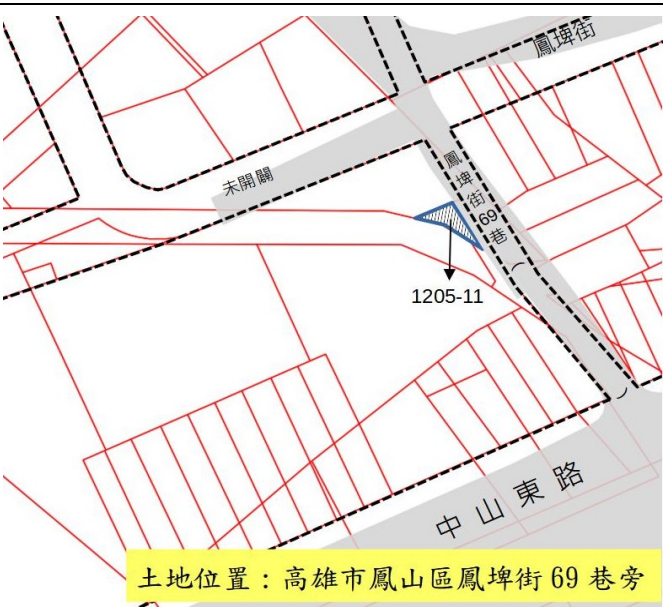 鳳埤街
未開闢
鳳埤街69巷
1205-11
中山東路
土地位置：高雄市鳳山區鳳埤街 69 巷旁